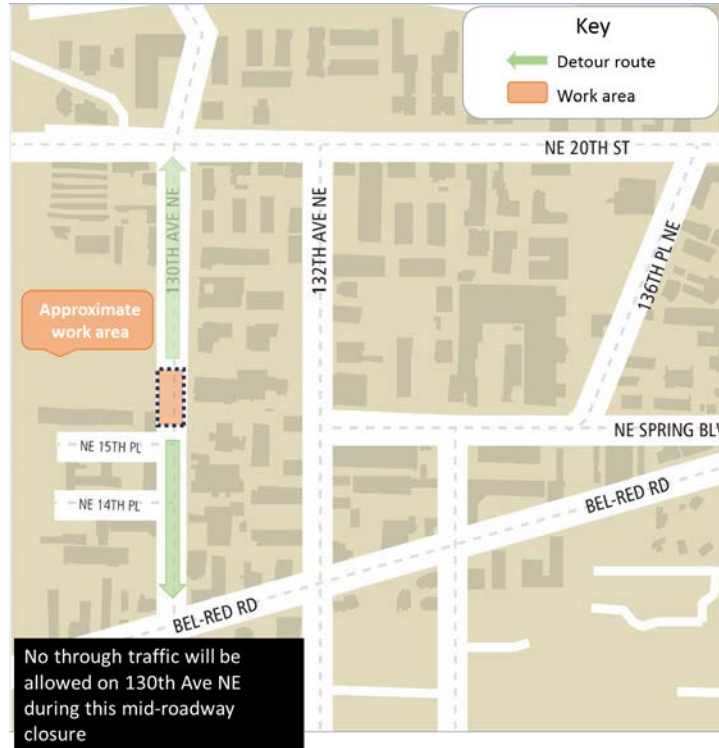 Key
Detour route
Work area
NE 20TH ST
130TH AVE NE
132TH AVE NE
136TH PL NE
Approximate
work area
NE SPRING BLV
NE 15TH PL
NE 14TH PL
BEL-RED RD
BEL-RED RD
No through traffic will be
allowed on 130th Ave NE
during this mid-roadway
closure